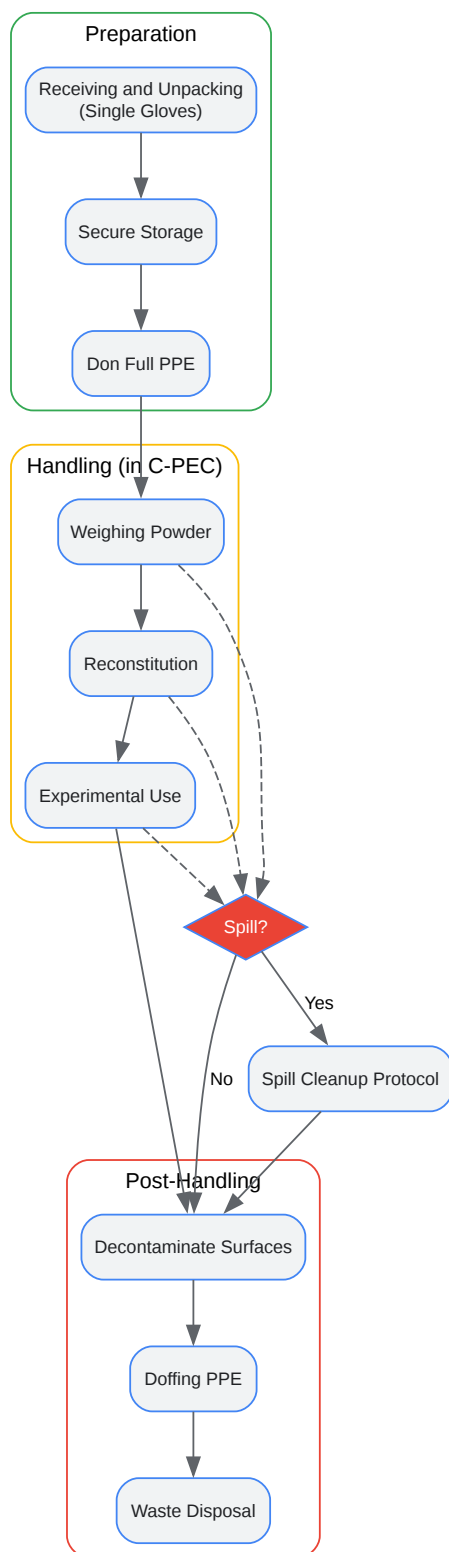 Preparation
Receiving and Unpacking
(Single Gloves)
Secure Storage
Don Full PPE
Handling (in C-PEC)
Weighing Powder
Reconstitution
Experimental Use
Spill?
Yes
No
Spill Cleanup Protocol
Post-Handling
Decontaminate Surfaces
Doffing PPE
Waste Disposal